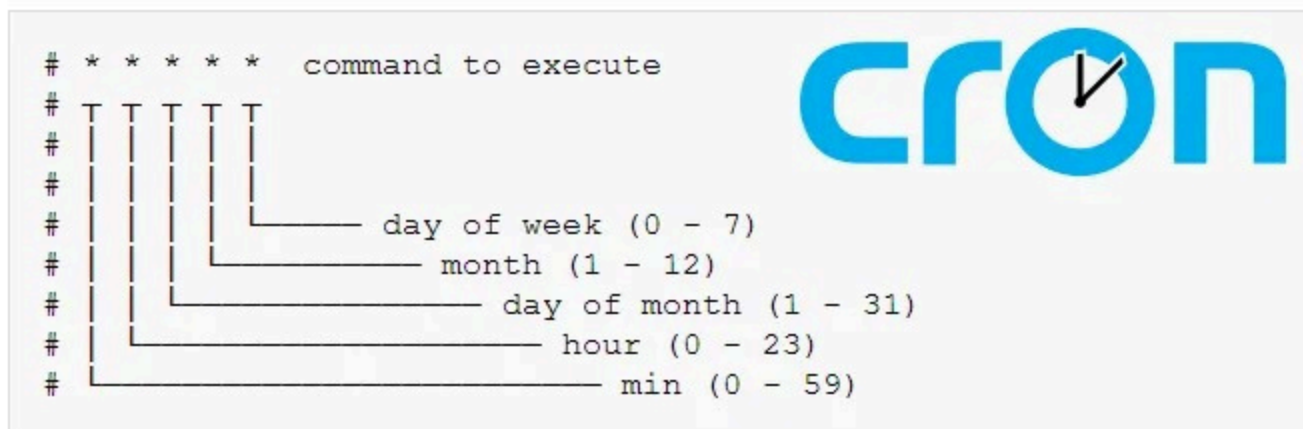 # * * * * * command to execute
cron
# ┬ ┬ ┬ ┬ ┬
# │ │ │ │ │
# │ │ │ │ │
# │ │ │ │ └───── day of week (0 - 7)
# │ │ │ └────────── month (1 - 12)
# │ │ └─────────────── day of month (1 - 31)
# │ └──────────────────── hour (0 - 23)
# └───────────────────────── min (0 - 59)